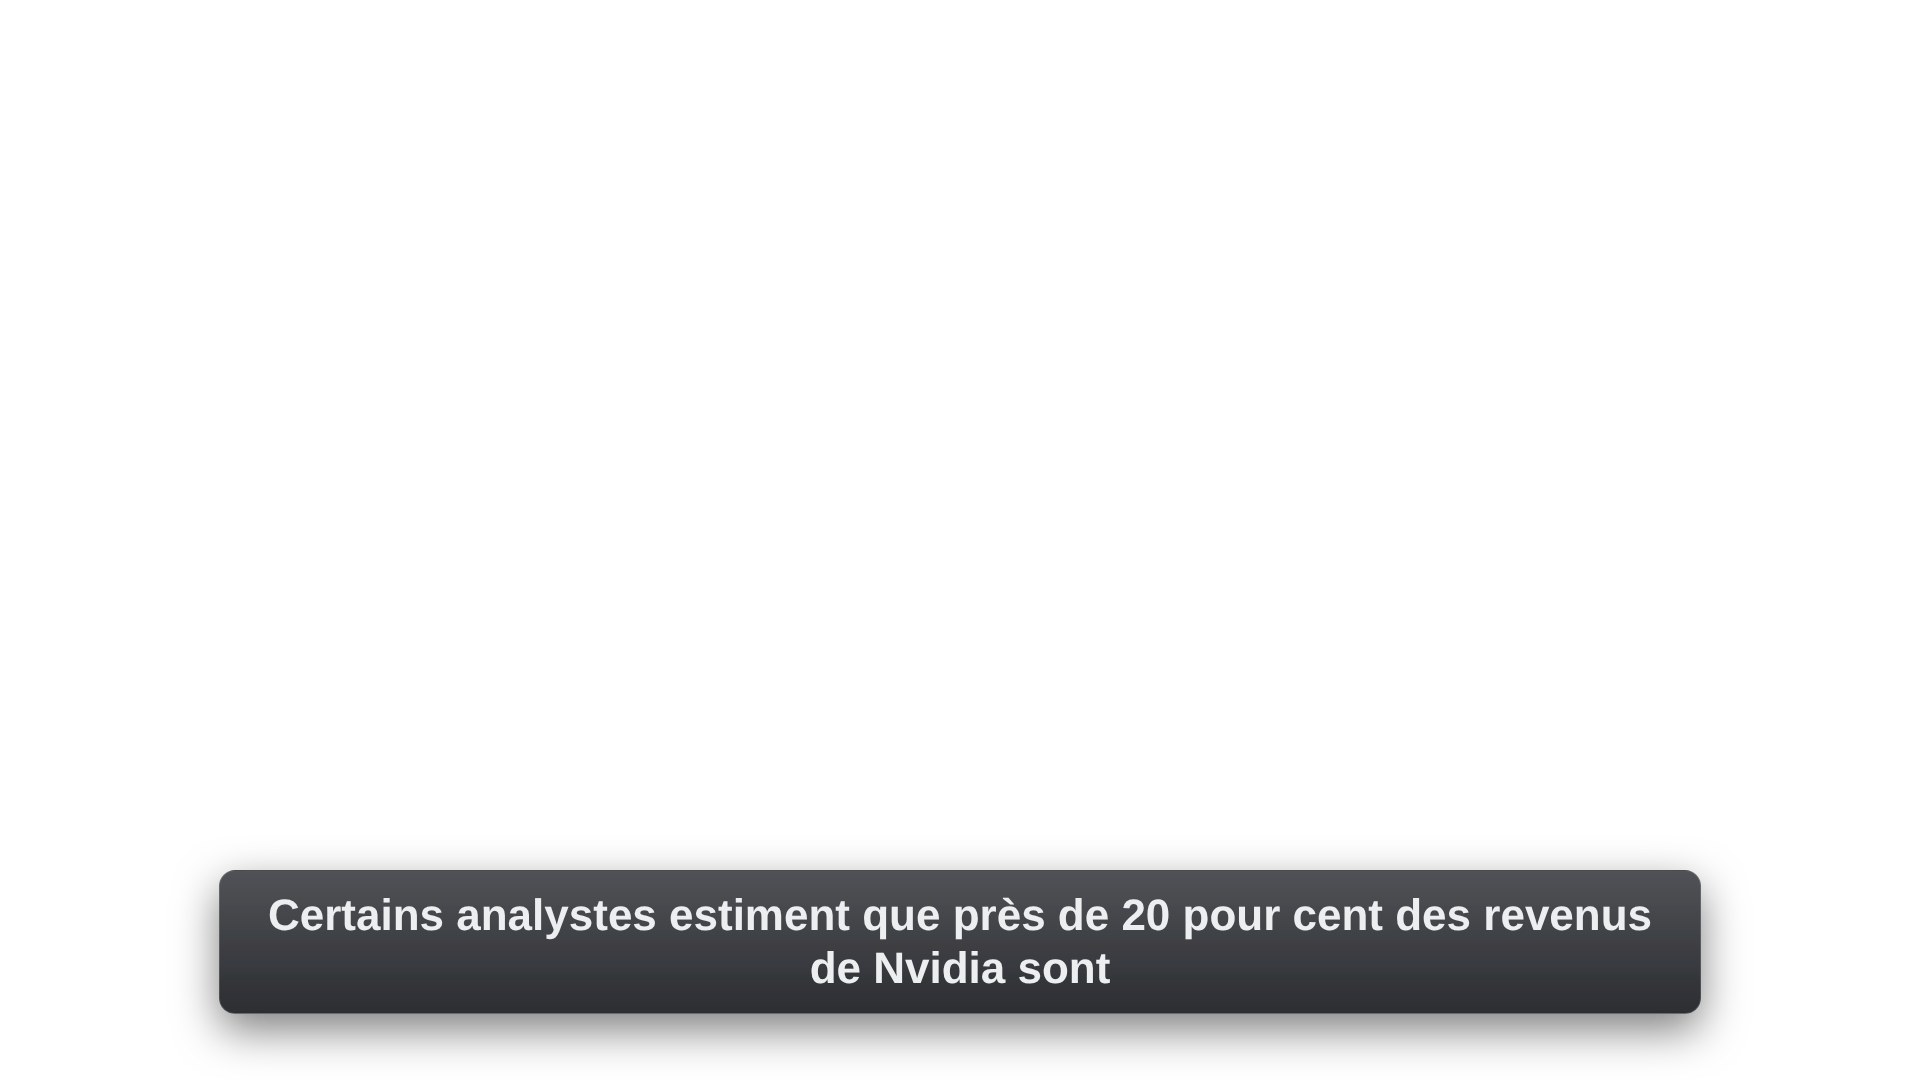 Certains analystes estiment que près de 20 pour cent des revenus
de Nvidia sont